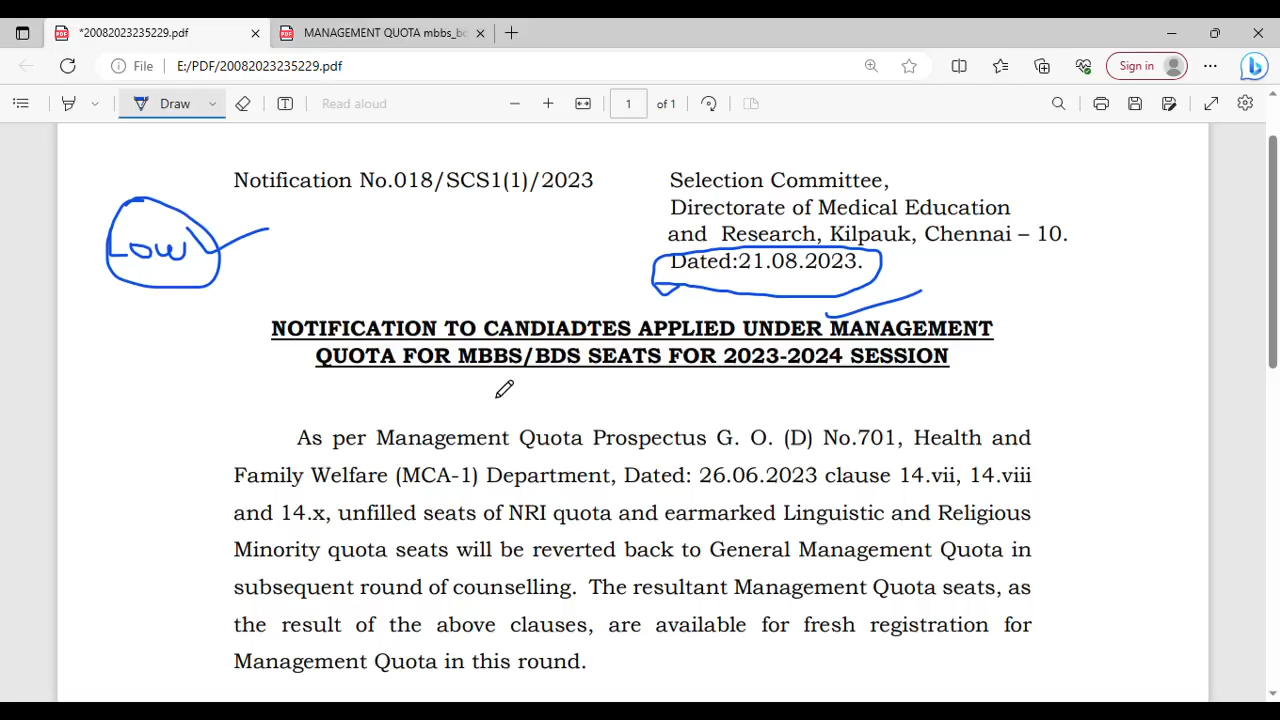 *20082023235229.pdf
MANAGEMENT QUOTA mbbs_b
File E:/PDF/20082023235229.pdf
Sign in
Draw
Read aloud
1 of 1
Notification No.018/SCS1(1)/2023
Selection Committee,
Directorate of Medical Education
and Research, Kilpauk, Chennai – 10.
Dated:21.08.2023.
Low
NOTIFICATION TO CANDIADTES APPLIED UNDER MANAGEMENT
QUOTA FOR MBBS/BDS SEATS FOR 2023-2024 SESSION
As per Management Quota Prospectus G. O. (D) No.701, Health and
Family Welfare (MCA-1) Department, Dated: 26.06.2023 clause 14.vii, 14.viii
and 14.x, unfilled seats of NRI quota and earmarked Linguistic and Religious
Minority quota seats will be reverted back to General Management Quota in
subsequent round of counselling. The resultant Management Quota seats, as
the result of the above clauses, are available for fresh registration for
Management Quota in this round.